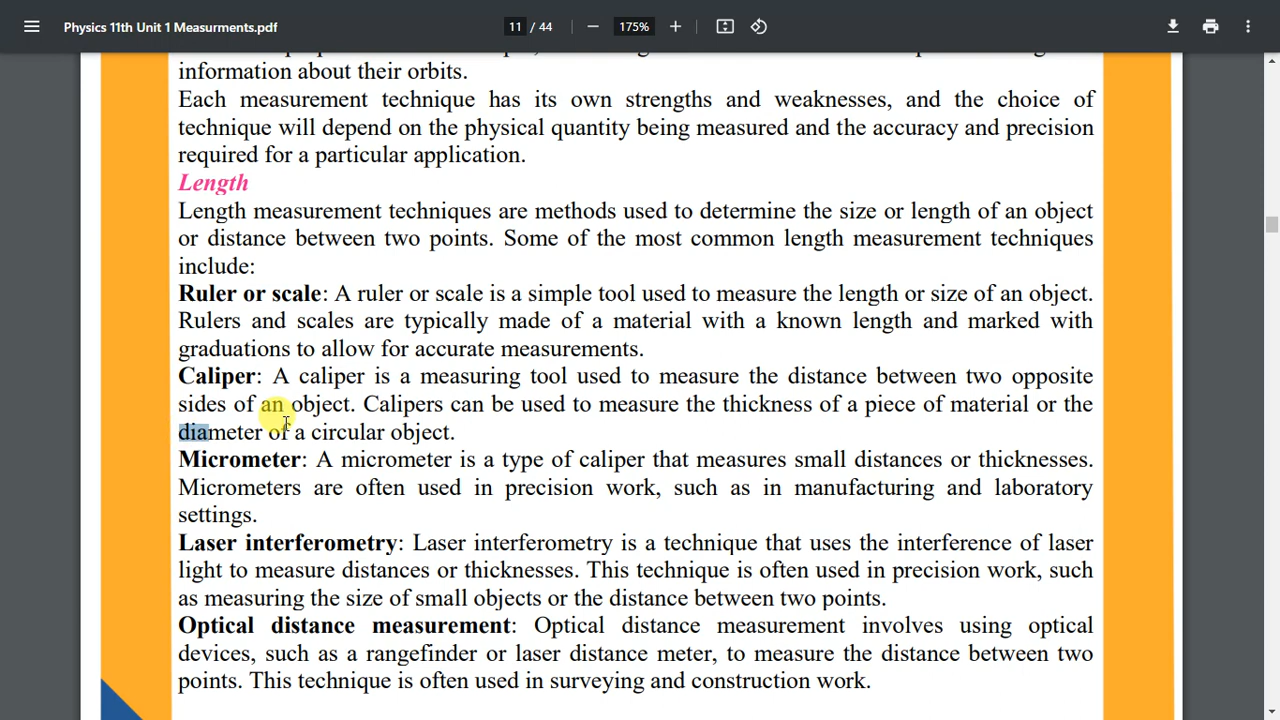 Physics 11th Unit 1 Measurments.pdf
11 / 44
175%
information about their orbits.
Each measurement technique has its own strengths and weaknesses, and the choice of
technique will depend on the physical quantity being measured and the accuracy and precision
required for a particular application.
Length
Length measurement techniques are methods used to determine the size or length of an object
or distance between two points. Some of the most common length measurement techniques
include:
Ruler or scale: A ruler or scale is a simple tool used to measure the length or size of an object.
Rulers and scales are typically made of a material with a known length and marked with
graduations to allow for accurate measurements.
Caliper: A caliper is a measuring tool used to measure the distance between two opposite
sides of an object. Calipers can be used to measure the thickness of a piece of material or the
diameter of a circular object.
Micrometer: A micrometer is a type of caliper that measures small distances or thicknesses.
Micrometers are often used in precision work, such as in manufacturing and laboratory
settings.
Laser interferometry: Laser interferometry is a technique that uses the interference of laser
light to measure distances or thicknesses. This technique is often used in precision work, such
as measuring the size of small objects or the distance between two points.
Optical distance measurement: Optical distance measurement involves using optical
devices, such as a rangefinder or laser distance meter, to measure the distance between two
points. This technique is often used in surveying and construction work.